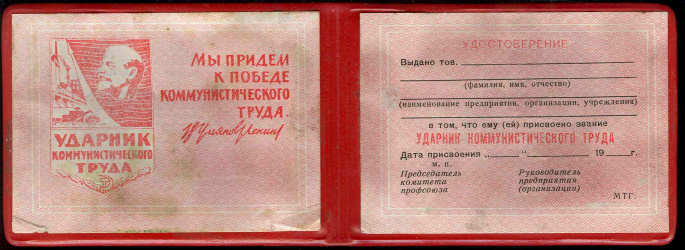 УДАРНИК
КОММУНИСТИЧЕСКОГО
ТРУДА
Мы придем
к победе
коммунистического
труда.
В Ульянов (Ленин)
УДОСТОВЕРЕНИЕ
Выдано тов.
(фамилия, имя, отчество)
(наименование предприятия, организации, учреждения)
в том, что ему (ей) присвоено звание
УДАРНИК КОММУНИСТИЧЕСКОГО ТРУДА
Дата присвоения „ “ 19 г.
м. п.
Председатель Руководитель
комитета предприятия
профсоюза (организации)
МТГ.